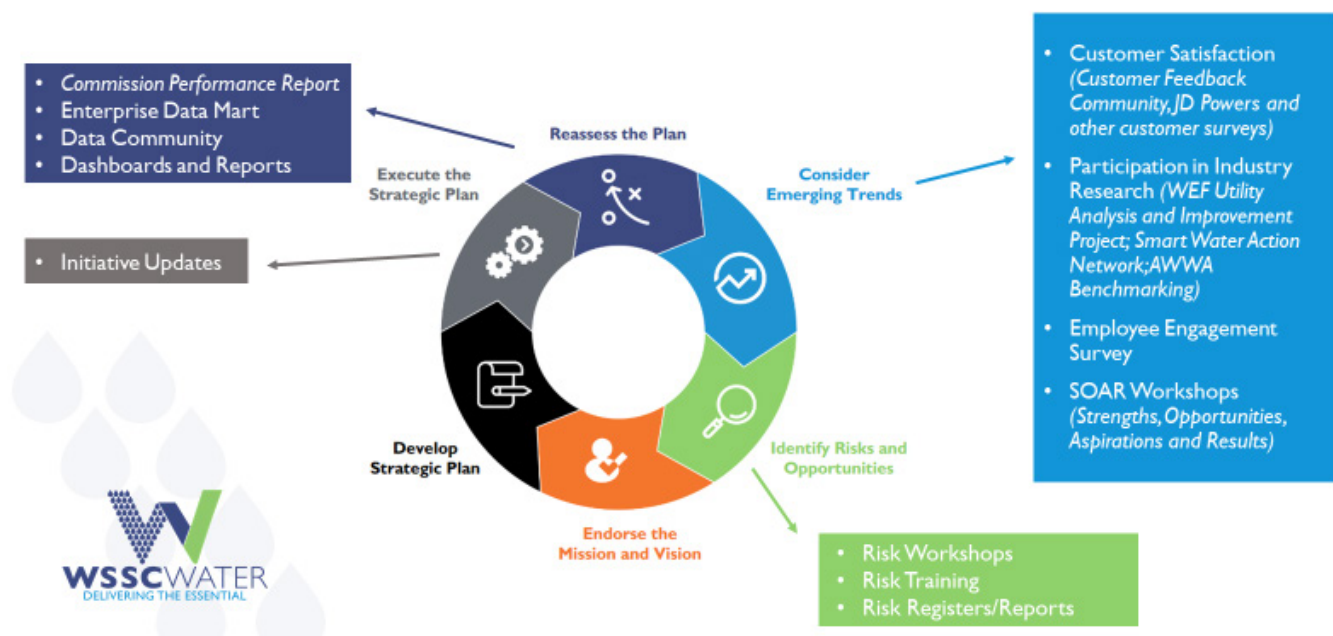 • Commission Performance Report
• Enterprise Data Mart
• Data Community
• Dashboards and Reports
• Initiative Updates
Reassess the Plan
Execute the
Strategic Plan
Consider
Emerging Trends
Develop
Strategic Plan
Identify Risks and
Opportunities
Endorse the
Mission and Vision
• Customer Satisfaction
(Customer Feedback
Community, JD Powers and
other customer surveys)
• Participation in Industry
Research (WEF Utility
Analysis and Improvement
Project; Smart Water Action
Network;AWWA
Benchmarking)
• Employee Engagement
Survey
• SOAR Workshops
(Strengths, Opportunities,
Aspirations and Results)
• Risk Workshops
• Risk Training
• Risk Registers/Reports
WSSCWATER
DELIVERING THE ESSENTIAL